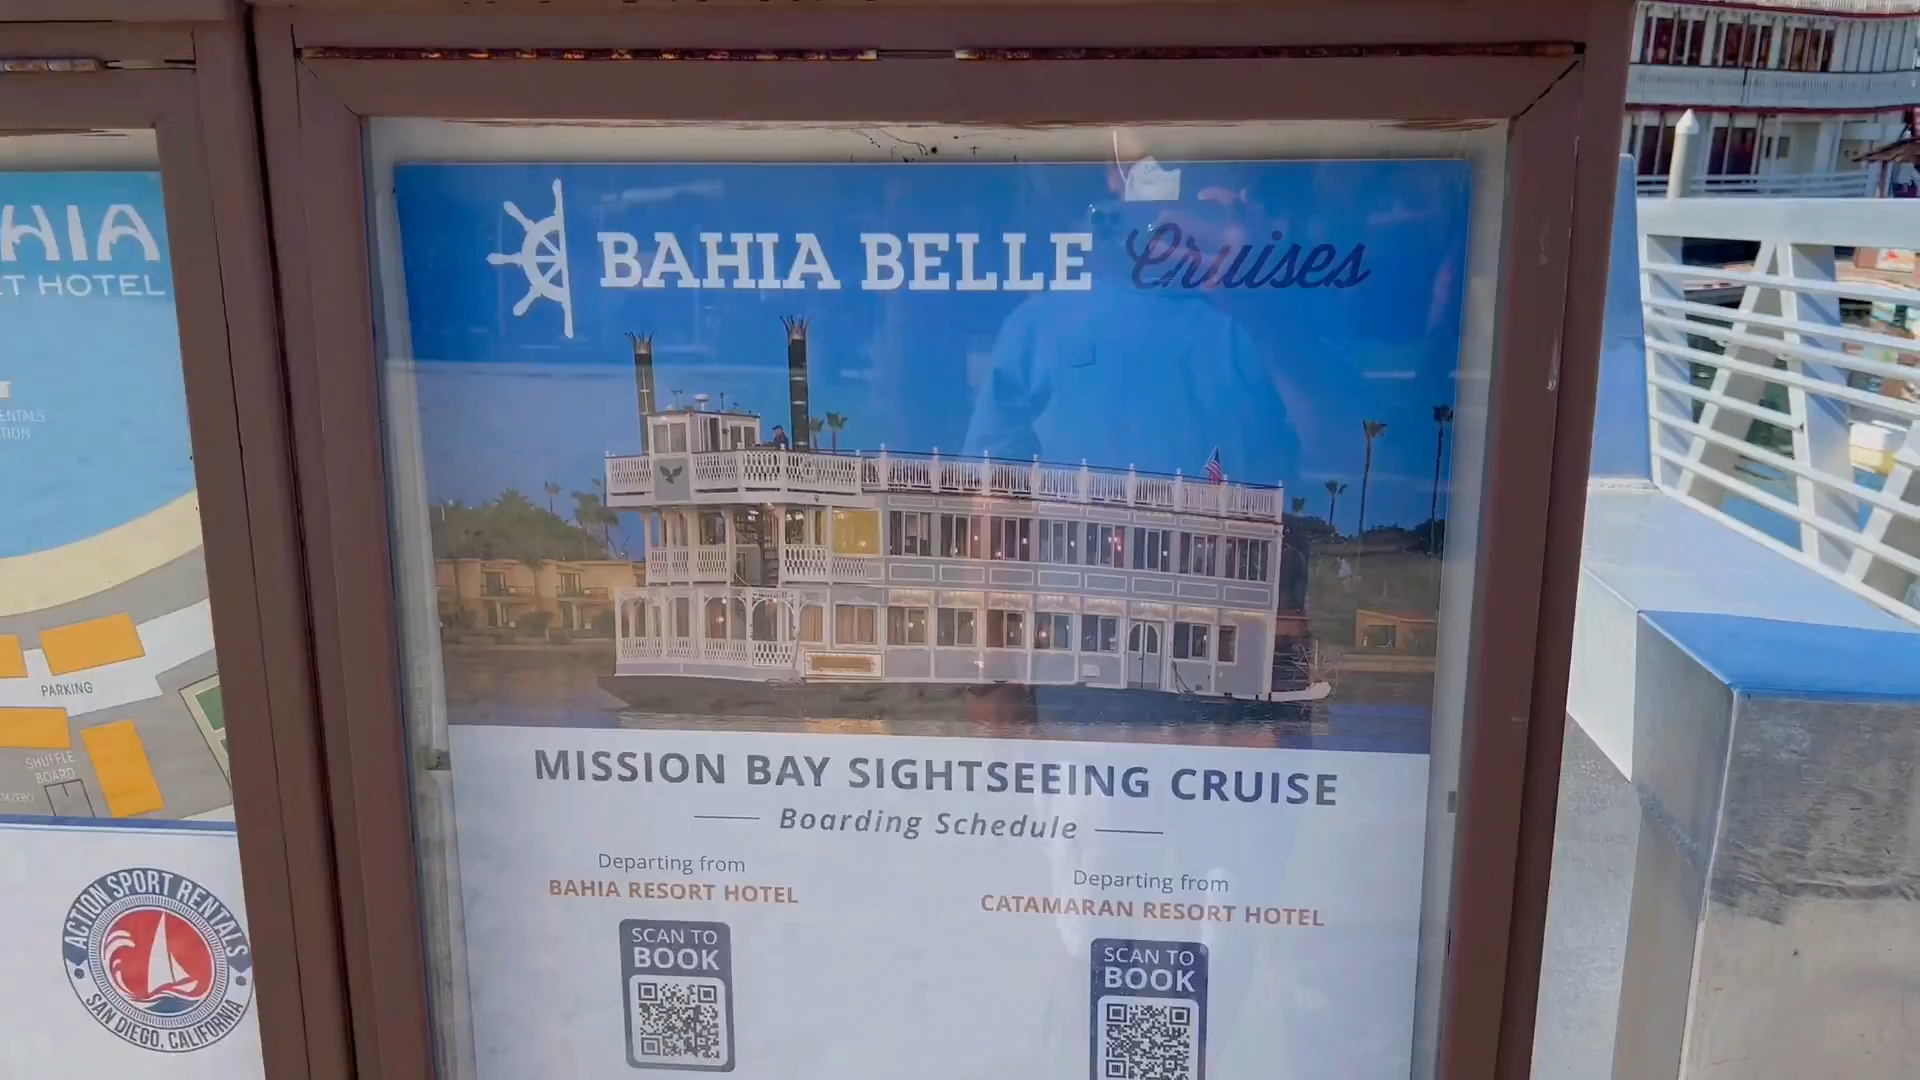 HIA
T HOTEL
ENTALS
TION
PARKING
SHUFFLE
BOARD
GAZEBO
ACTION SPORT RENTALS
SAN DIEGO, CALIFORNIA
BAHIA BELLE Cruises
MISSION BAY SIGHTSEEING CRUISE
Boarding Schedule
Departing from
BAHIA RESORT HOTEL
SCAN TO
BOOK
Departing from
CATAMARAN RESORT HOTEL
SCAN TO
BOOK